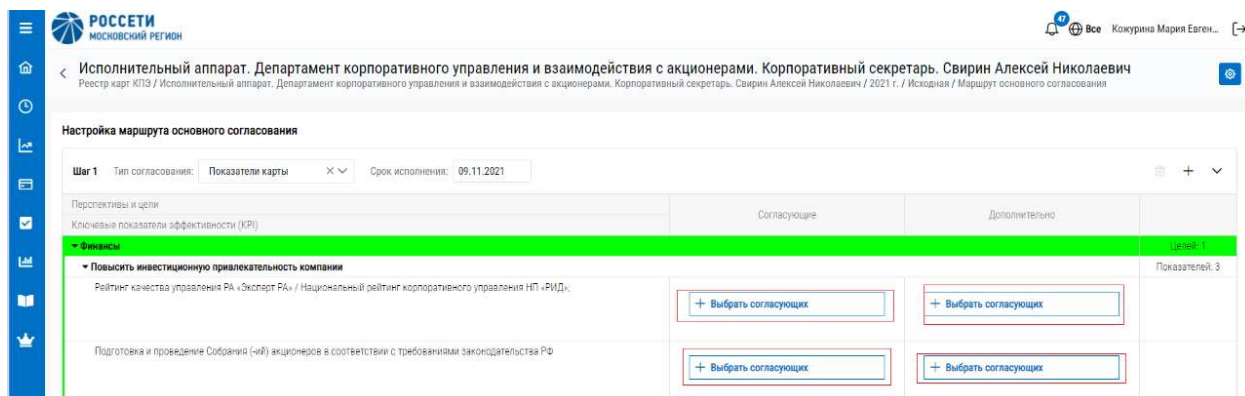 РОССЕТИ
МОСКОВСКИЙ РЕГИОН
47
Все Кожурина Мария Евген...
Исполнительный аппарат. Департамент корпоративного управления и взаимодействия с акционерами. Корпоративный секретарь. Свирин Алексей Николаевич
Реестр карт КПЭ / Исполнительный аппарат. Департамент корпоративного управления и взаимодействия с акционерами. Корпоративный секретарь. Свирин Алексей Николаевич / 2021 г. / Исходная / Маршрут основного согласования
Настройка маршрута основного согласования
Шаг 1 Тип согласования: Показатели карты Срок исполнения: 09.11.2021
Перспективы и цели
Согласующие Дополнительно
Ключевые показатели эффективности (KPI)
Финансы Целей: 1
Повысить инвестиционную привлекательность компании Показателей: 3
Рейтинг качества управления РА «Эксперт РА» / Национальный рейтинг корпоративного управления НП «РИД»;
+ Выбрать согласующих + Выбрать согласующих
Подготовка и проведение Собрания (-ий) акционеров в соответствии с требованиями законодательства РФ
+ Выбрать согласующих + Выбрать согласующих